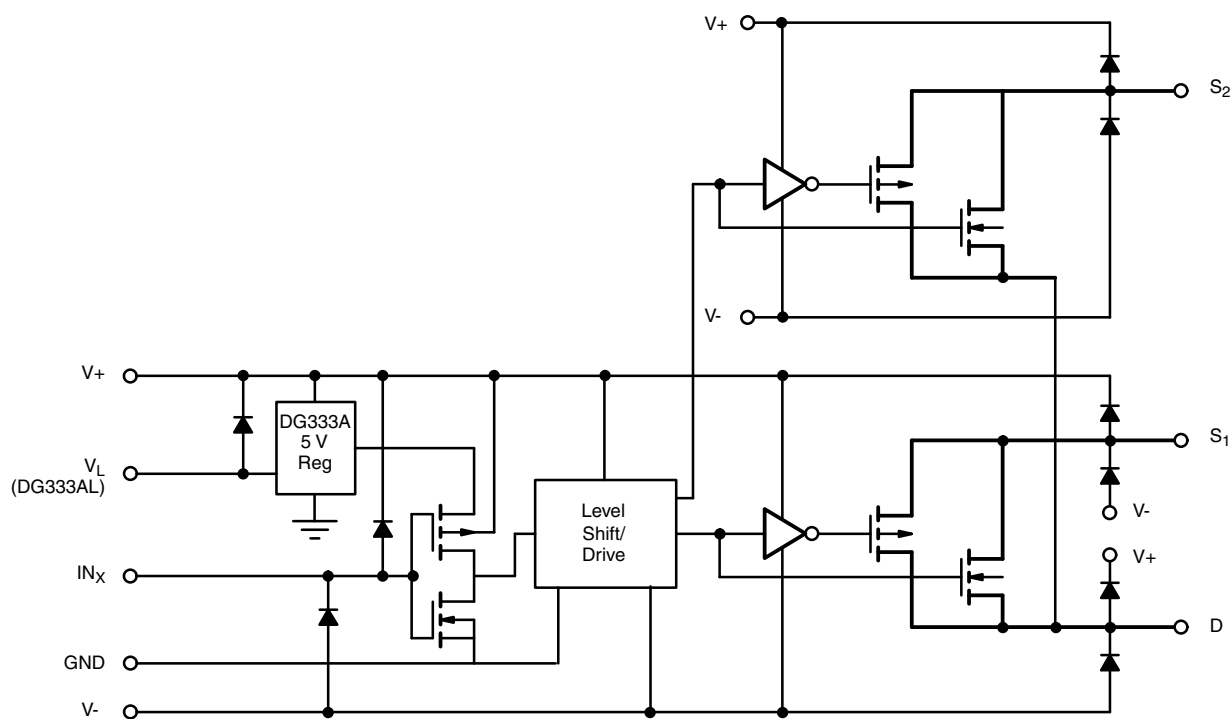 V+
S2
V-
V+
DG333A
5 V
Reg
S1
VL
(DG333AL)
Level
Shift/
Drive
V-
V+
INX
D
GND
V-